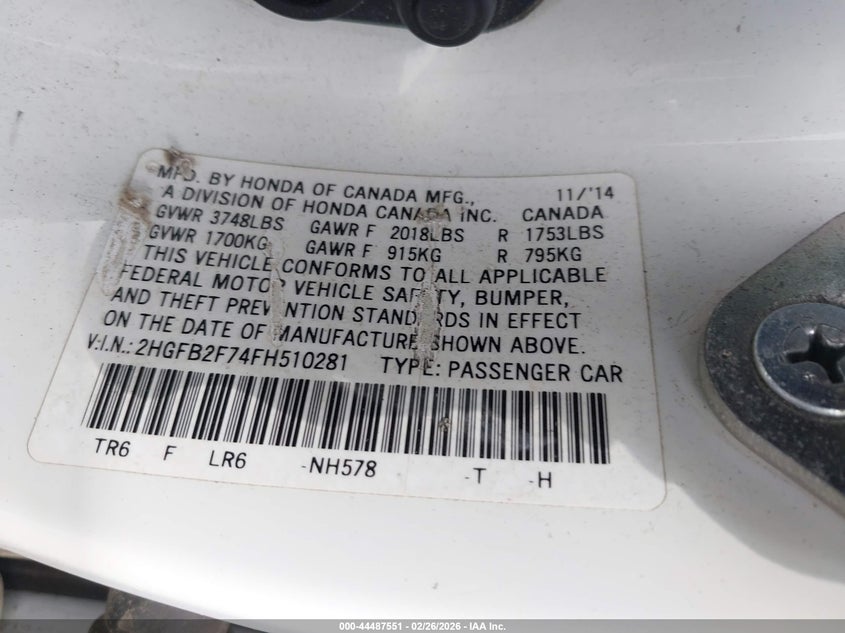 MFD. BY HONDA OF CANADA MFG., 11/'14
A DIVISION OF HONDA CANADA INC. CANADA
GVWR 3748LBS GAWR F 2018LBS R 1753LBS
GVWR 1700KG GAWR F 915KG R 795KG
THIS VEHICLE CONFORMS TO ALL APPLICABLE
FEDERAL MOTOR VEHICLE SAFETY, BUMPER,
AND THEFT PREVENTION STANDARDS IN EFFECT
ON THE DATE OF MANUFACTURE SHOWN ABOVE.
V.I.N.: 2HGFB2F74FH510281 TYPE: PASSENGER CAR
TR6 F LR6 -NH578 -T -H
000-44487551 - 02/26/2026 - IAA Inc.